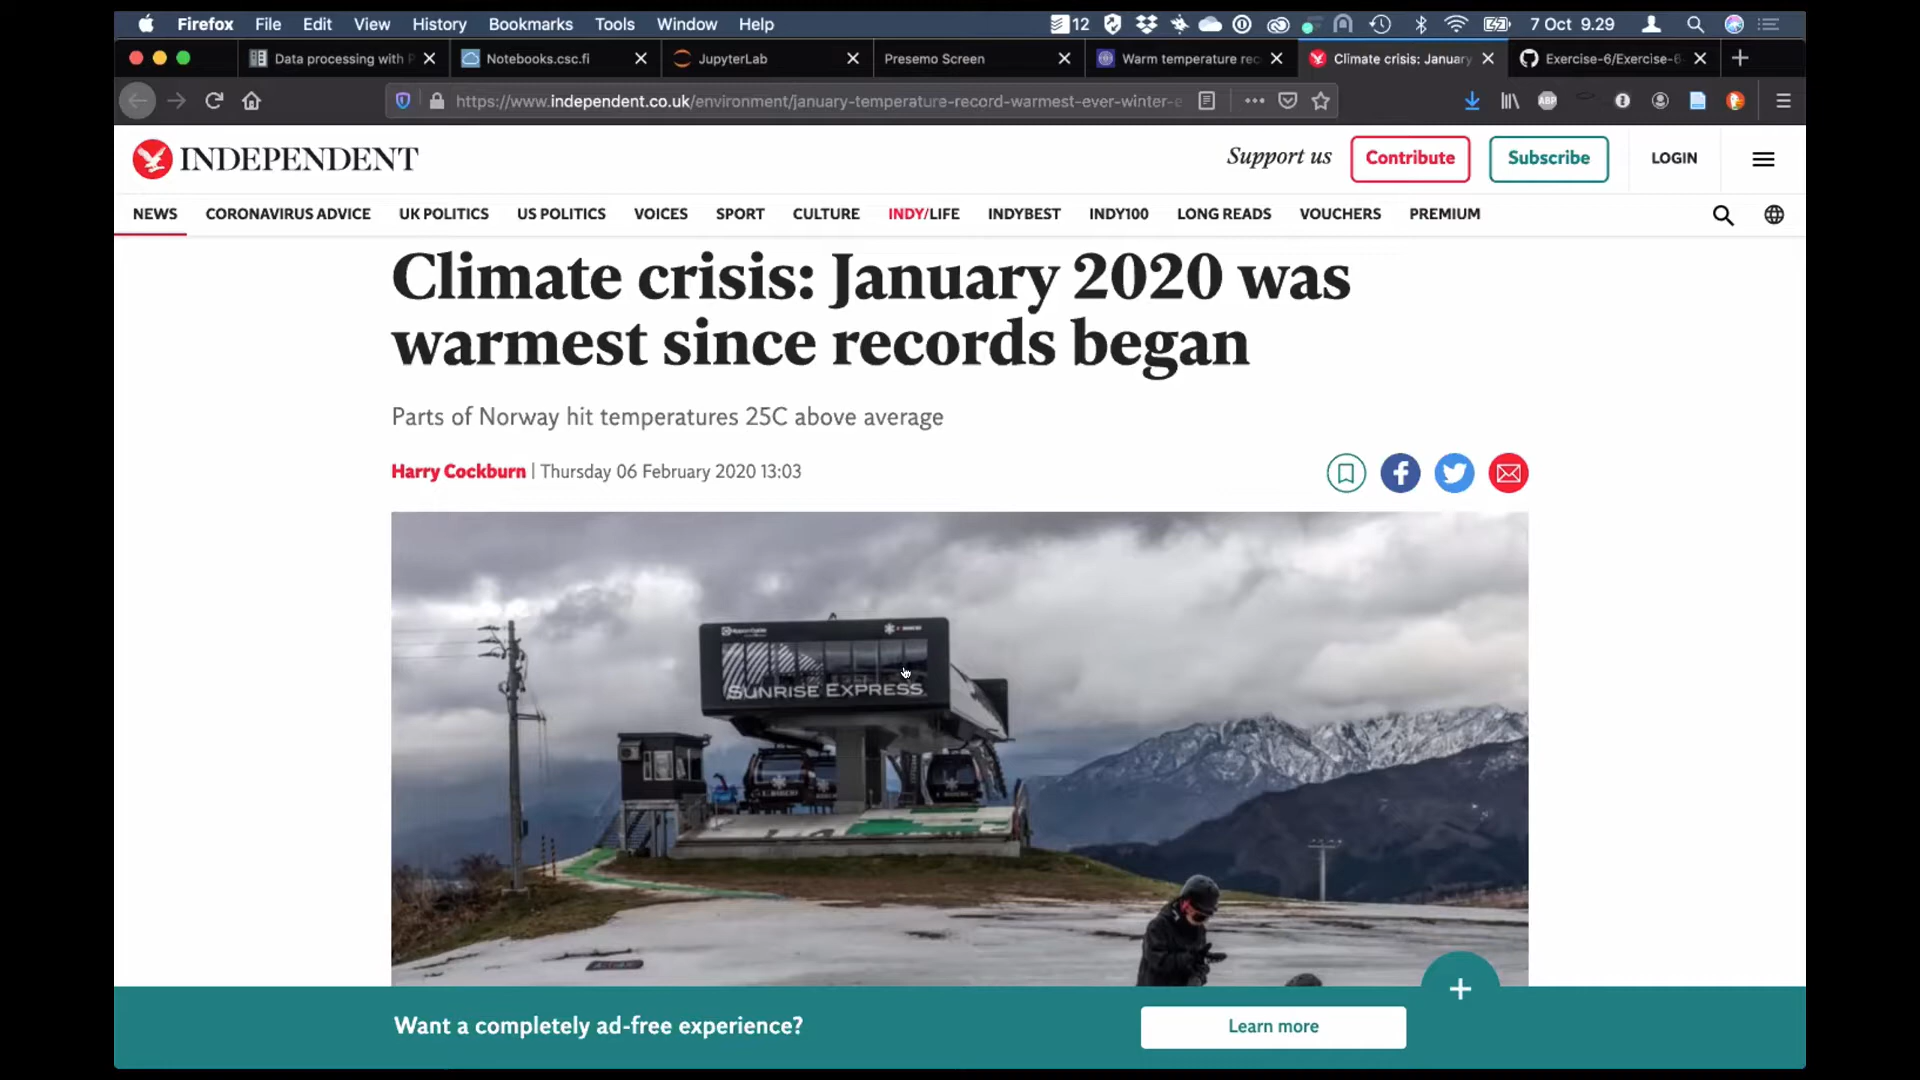 Firefox File Edit View History Bookmarks Tools Window Help 12 7 Oct 9.29
Data processing with P Notebooks.csc.fi JupyterLab Presemo Screen Warm temperature rec Climate crisis: January Exercise-6/Exercise-6
https://www.independent.co.uk/environment/january-temperature-record-warmest-ever-winter-e ABP
INDEPENDENT Support us Contribute Subscribe LOGIN
NEWS CORONAVIRUS ADVICE UK POLITICS US POLITICS VOICES SPORT CULTURE INDY/LIFE INDYBEST INDY100 LONG READS VOUCHERS PREMIUM
Climate crisis: January 2020 was
warmest since records began
Parts of Norway hit temperatures 25C above average
Harry Cockburn | Thursday 06 February 2020 13:03
SUNRISE EXPRESS
Want a completely ad-free experience? Learn more